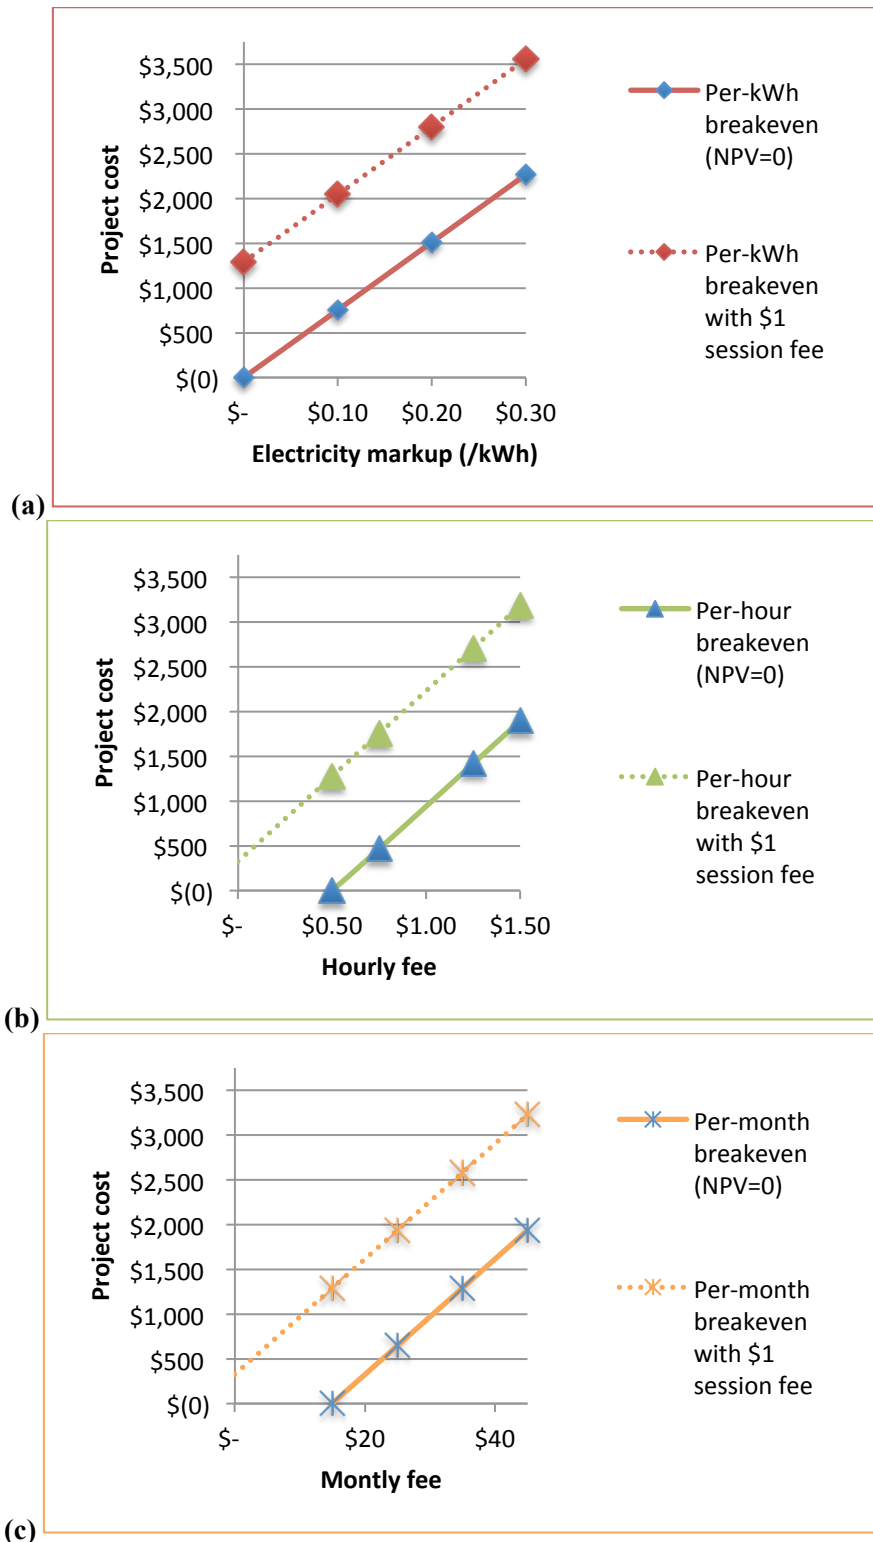 $3,500
$3,000
$2,500
$2,000
$1,500
$1,000
$500
$(0)
Project cost
$-
$0.10
$0.20
$0.30
Electricity markup (/kWh)
Per-kWh
breakeven
(NPV=0)
Per-kWh
breakeven
with $1
session fee
(a)
$3,500
$3,000
$2,500
$2,000
$1,500
$1,000
$500
$(0)
Project cost
$-
$0.50
$1.00
$1.50
Hourly fee
Per-hour
breakeven
(NPV=0)
Per-hour
breakeven
with $1
session fee
(b)
$3,500
$3,000
$2,500
$2,000
$1,500
$1,000
$500
$(0)
Project cost
$-
$20
$40
Montly fee
Per-month
breakeven
(NPV=0)
Per-month
breakeven
with $1
session fee
(c)